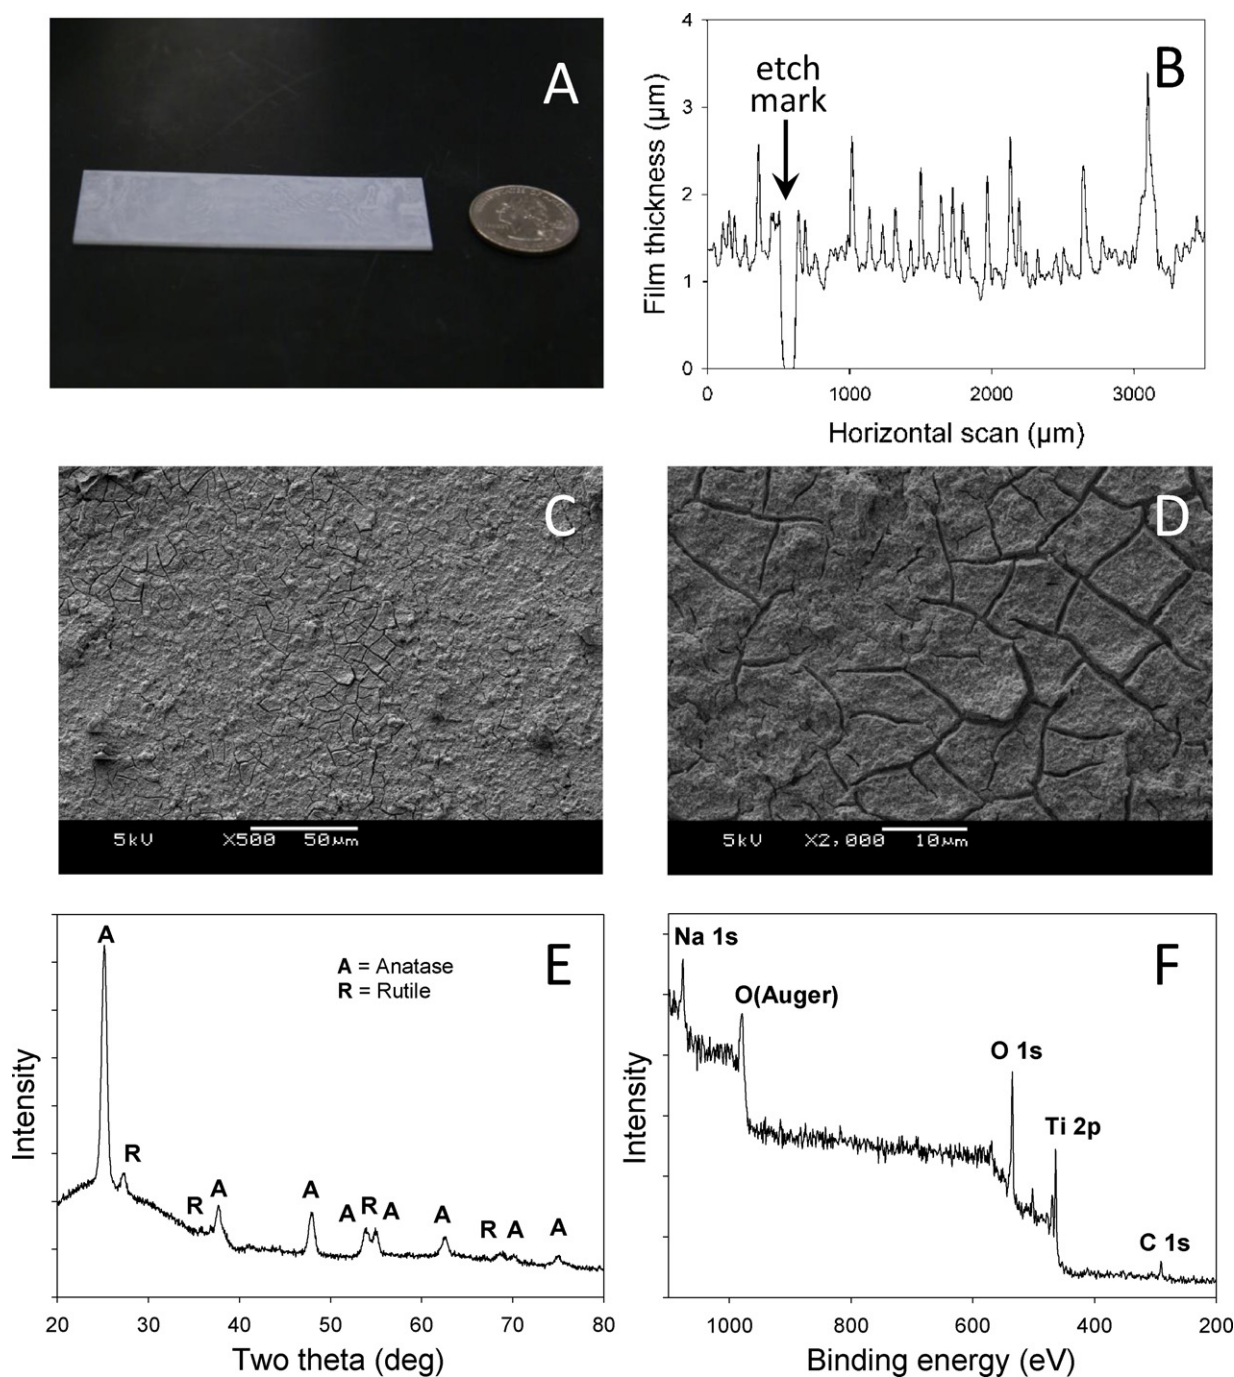 A
B
etch
mark
Film thickness (µm)
4
3
2
1
0
0 1000 2000 3000
Horizontal scan (µm)
C
5kV X500 50µm
D
5kV X2,000 10µm
E
A
R
R
A
A
A
R
A
A
R
A
A
A = Anatase
R = Rutile
Intensity
20 30 40 50 60 70 80
Two theta (deg)
F
Na 1s
O(Auger)
O 1s
Ti 2p
C 1s
Intensity
1000 800 600 400 200
Binding energy (eV)